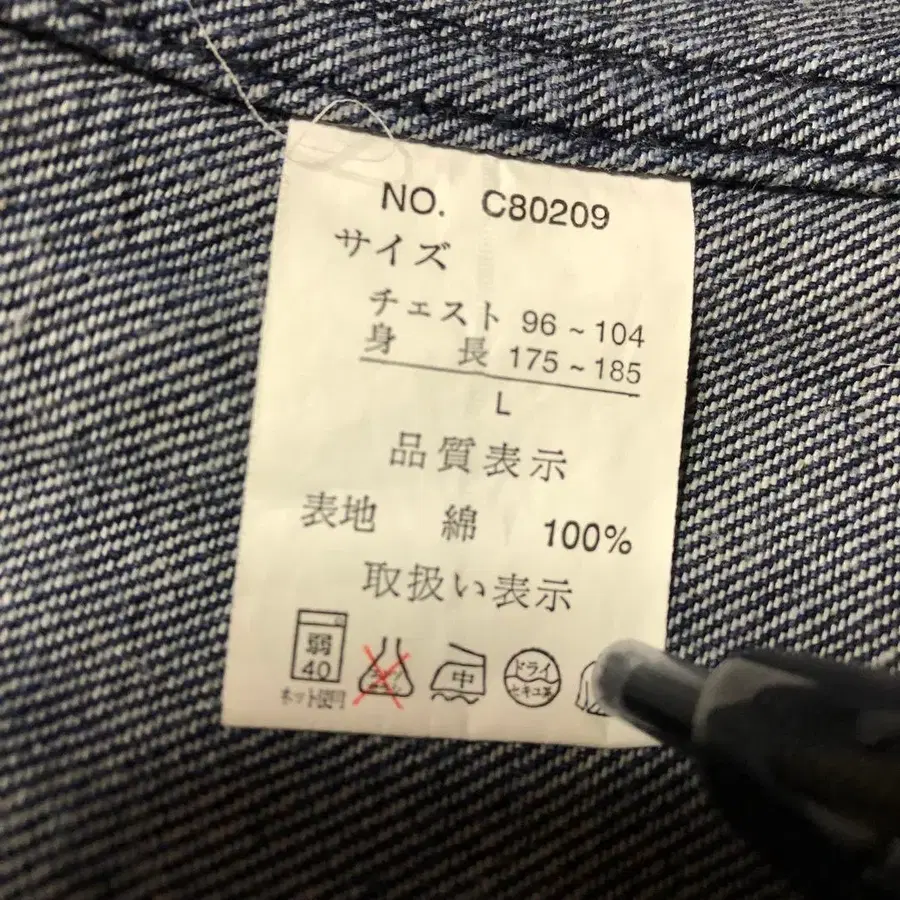 NO. C80209
サイズ
チェスト 96~104
身 長 175~185
L
品質表示
表地 綿 100%
取扱い表示
弱
40
ネット使用
中
ドライ
セキユ系